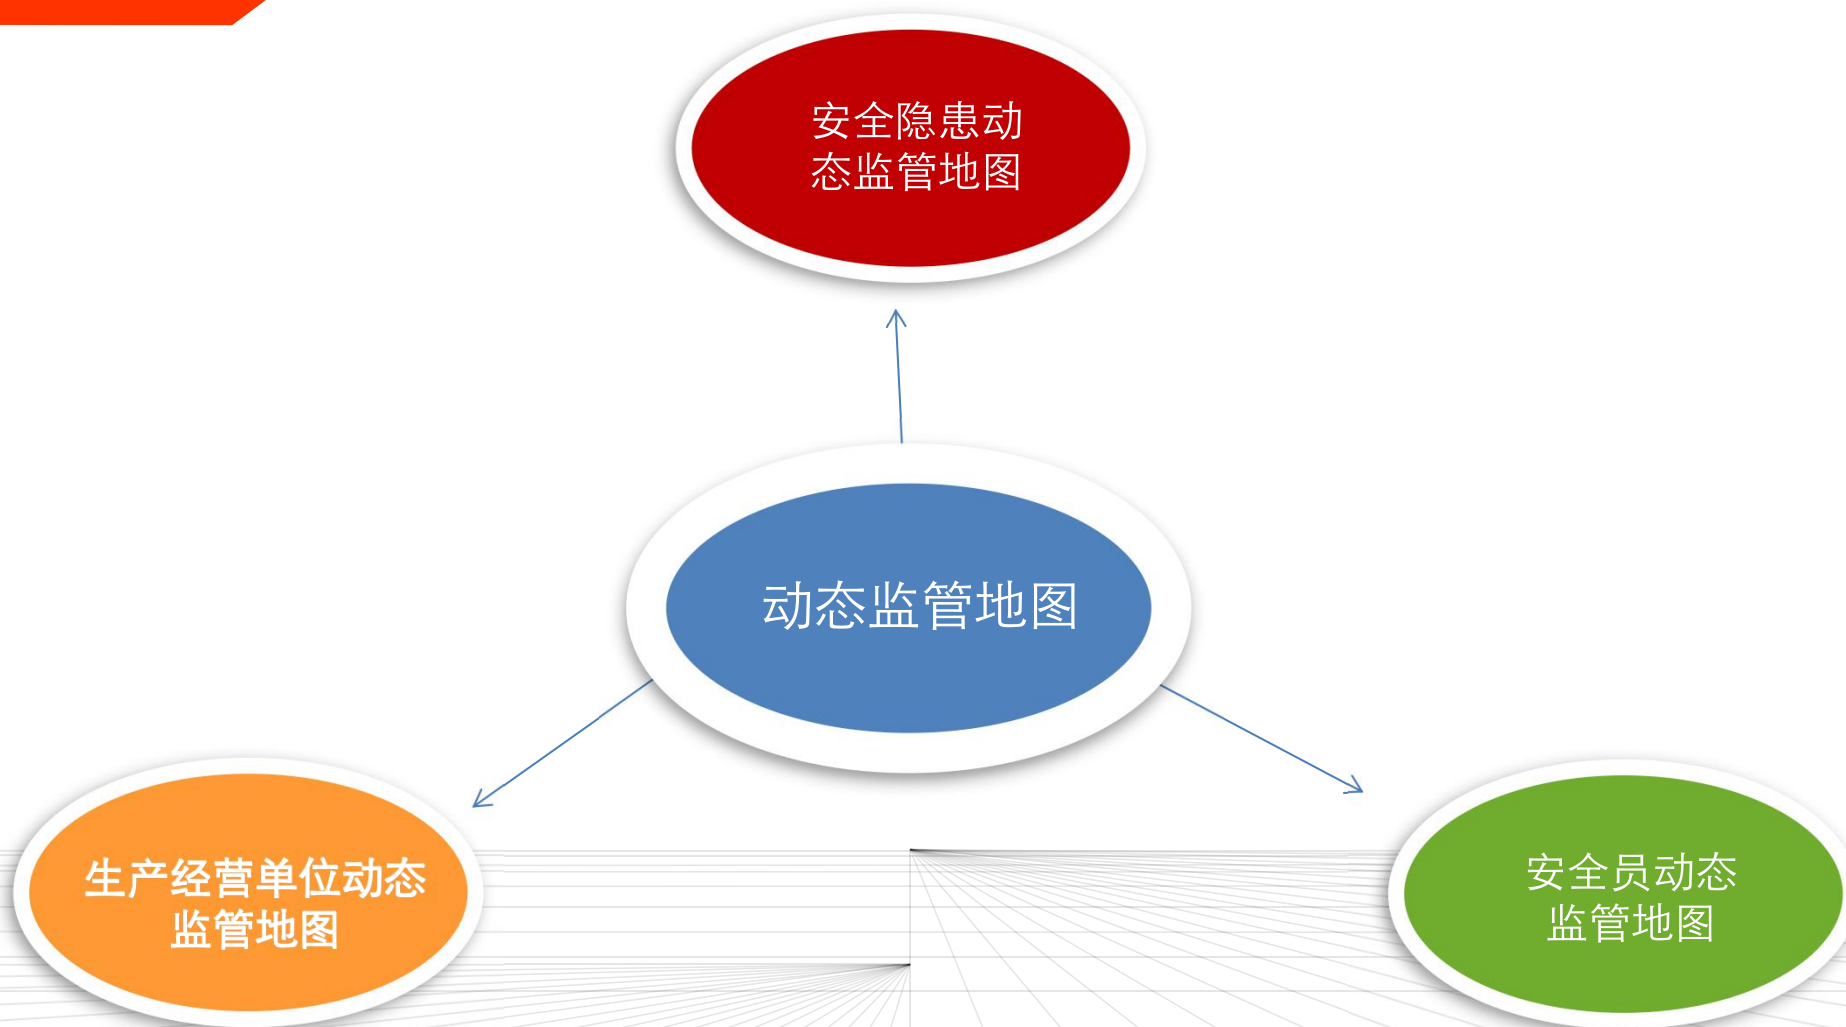 安全隐患动
态监管地图
动态监管地图
生产经营单位动态
监管地图
安全员动态
监管地图